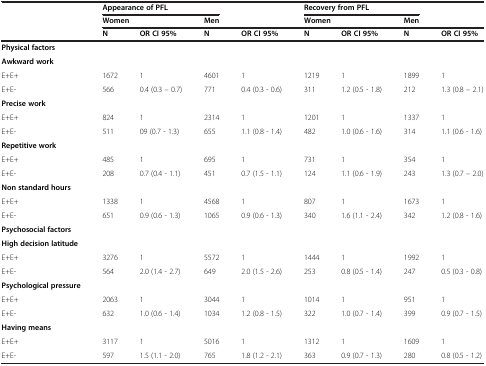 Appearance of PFL Recovery from PFL
Women Men Women Men
N OR CI 95% N OR CI 95% N OR CI 95% N OR CI 95%
Physical factors
Awkward work
E+E+ 1672 1 4601 1 1219 1 1899 1
E+E- 566 0.4 (0.3 – 0.7) 771 0.4 (0.3 - 0.6) 311 1.2 (0.5 - 1.8) 212 1.3 (0.8 – 2.1)
Precise work
E+E+ 824 1 2314 1 1201 1 1337 1
E+E- 511 09 (0.7 - 1.3) 655 1.1 (0.8 - 1.4) 482 1.0 (0.6 - 1.6) 314 1.1 (0.6 - 1.6)
Repetitive work
E+E+ 485 1 695 1 731 1 354 1
E+E- 208 0.7 (0.4 - 1.1) 451 0.7 (1.5 - 1.1) 124 1.1 (0.6 - 1.9) 243 1.3 (0.7 – 2.0)
Non standard hours
E+E+ 1338 1 4568 1 807 1 1673 1
E+E- 651 0.9 (0.6 - 1.3) 1065 0.9 (0.6 - 1.3) 340 1.6 (1.1 - 2.4) 342 1.2 (0.8 - 1.6)
Psychosocial factors
High decision latitude
E+E+ 3276 1 5572 1 1444 1 1992 1
E+E- 564 2.0 (1.4 - 2.7) 649 2.0 (1.5 - 2.6) 253 0.8 (0.5 - 1.4) 247 0.5 (0.3 - 0.8)
Psychological pressure
E+E+ 2063 1 3044 1 1014 1 951 1
E+E- 632 1.0 (0.6 - 1.4) 1034 1.2 (0.8 - 1.5) 322 1.0 (0.7 - 1.4) 399 0.9 (0.7 - 1.5)
Having means
E+E+ 3117 1 5016 1 1312 1 1609 1
E+E- 597 1.5 (1.1 - 2.0) 765 1.8 (1.2 - 2.1) 363 0.9 (0.7 - 1.3) 280 0.8 (0.5 - 1.2)